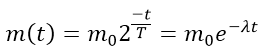 m(t) = m₀2^(-t/T) = m₀e^(-λt)